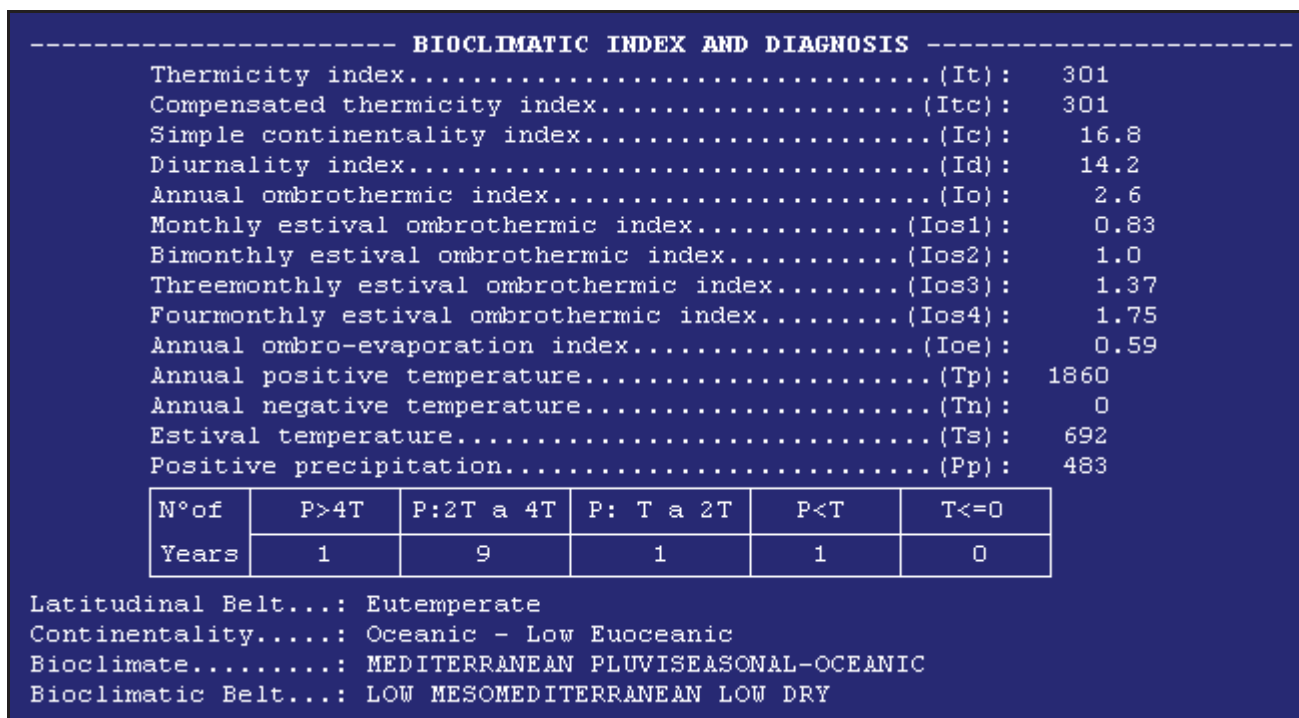 ----------------------- BIOCLIMATIC INDEX AND DIAGNOSIS -----------------------
Thermicity index.................................(It): 301
Compensated thermicity index....................(Itc): 301
Simple continentality index......................(Ic): 16.8
Diurnality index.................................(Id): 14.2
Annual ombrothermic index........................(Io): 2.6
Monthly estival ombrothermic index.............(Ios1): 0.83
Bimonthly estival ombrothermic index...........(Ios2): 1.0
Threemonthly estival ombrothermic index........(Ios3): 1.37
Fourmonthly estival ombrothermic index.........(Ios4): 1.75
Annual ombro-evaporation index..................(Ioe): 0.59
Annual positive temperature......................(Tp): 1860
Annual negative temperature......................(Tn): 0
Estival temperature..............................(Ts): 692
Positive precipitation...........................(Pp): 483
NºofP>4T P:2T a 4T P: T a 2T P<T T<=0
Years 1 9 1 1 0
Latitudinal Belt...: Eutemperate
Continentality.....: Oceanic - Low Euoceanic
Bioclimate.........: MEDITERRANEAN PLUVISEASONAL-OCEANIC
Bioclimatic Belt...: LOW MESOMEDITERRANEAN LOW DRY